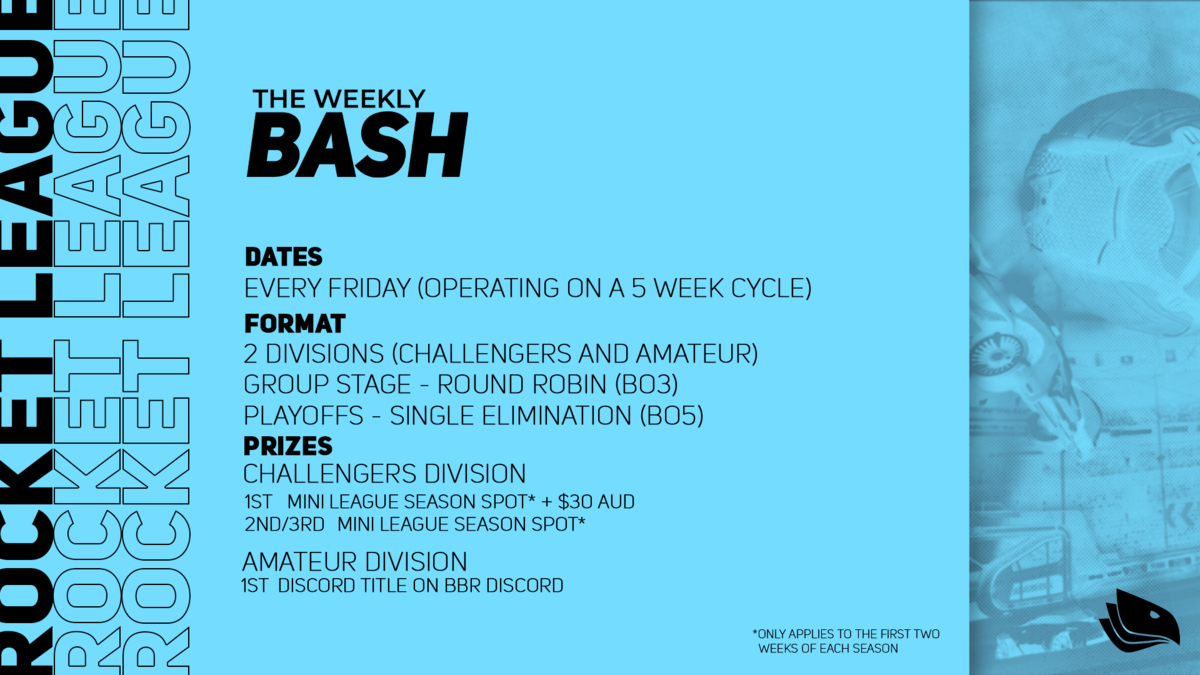 ROCKET LEAGUE
ROCKET LEAGUE
ROCKET LEAGUE
THE WEEKLY
BASH
DATES
EVERY FRIDAY (OPERATING ON A 5 WEEK CYCLE)
FORMAT
2 DIVISIONS (CHALLENGERS AND AMATEUR)
GROUP STAGE - ROUND ROBIN (BO3)
PLAYOFFS - SINGLE ELIMINATION (BO5)
PRIZES
CHALLENGERS DIVISION
1ST MINI LEAGUE SEASON SPOT* + $30 AUD
2ND/3RD MINI LEAGUE SEASON SPOT*
AMATEUR DIVISION
1ST DISCORD TITLE ON BBR DISCORD
*ONLY APPLIES TO THE FIRST TWO
WEEKS OF EACH SEASON